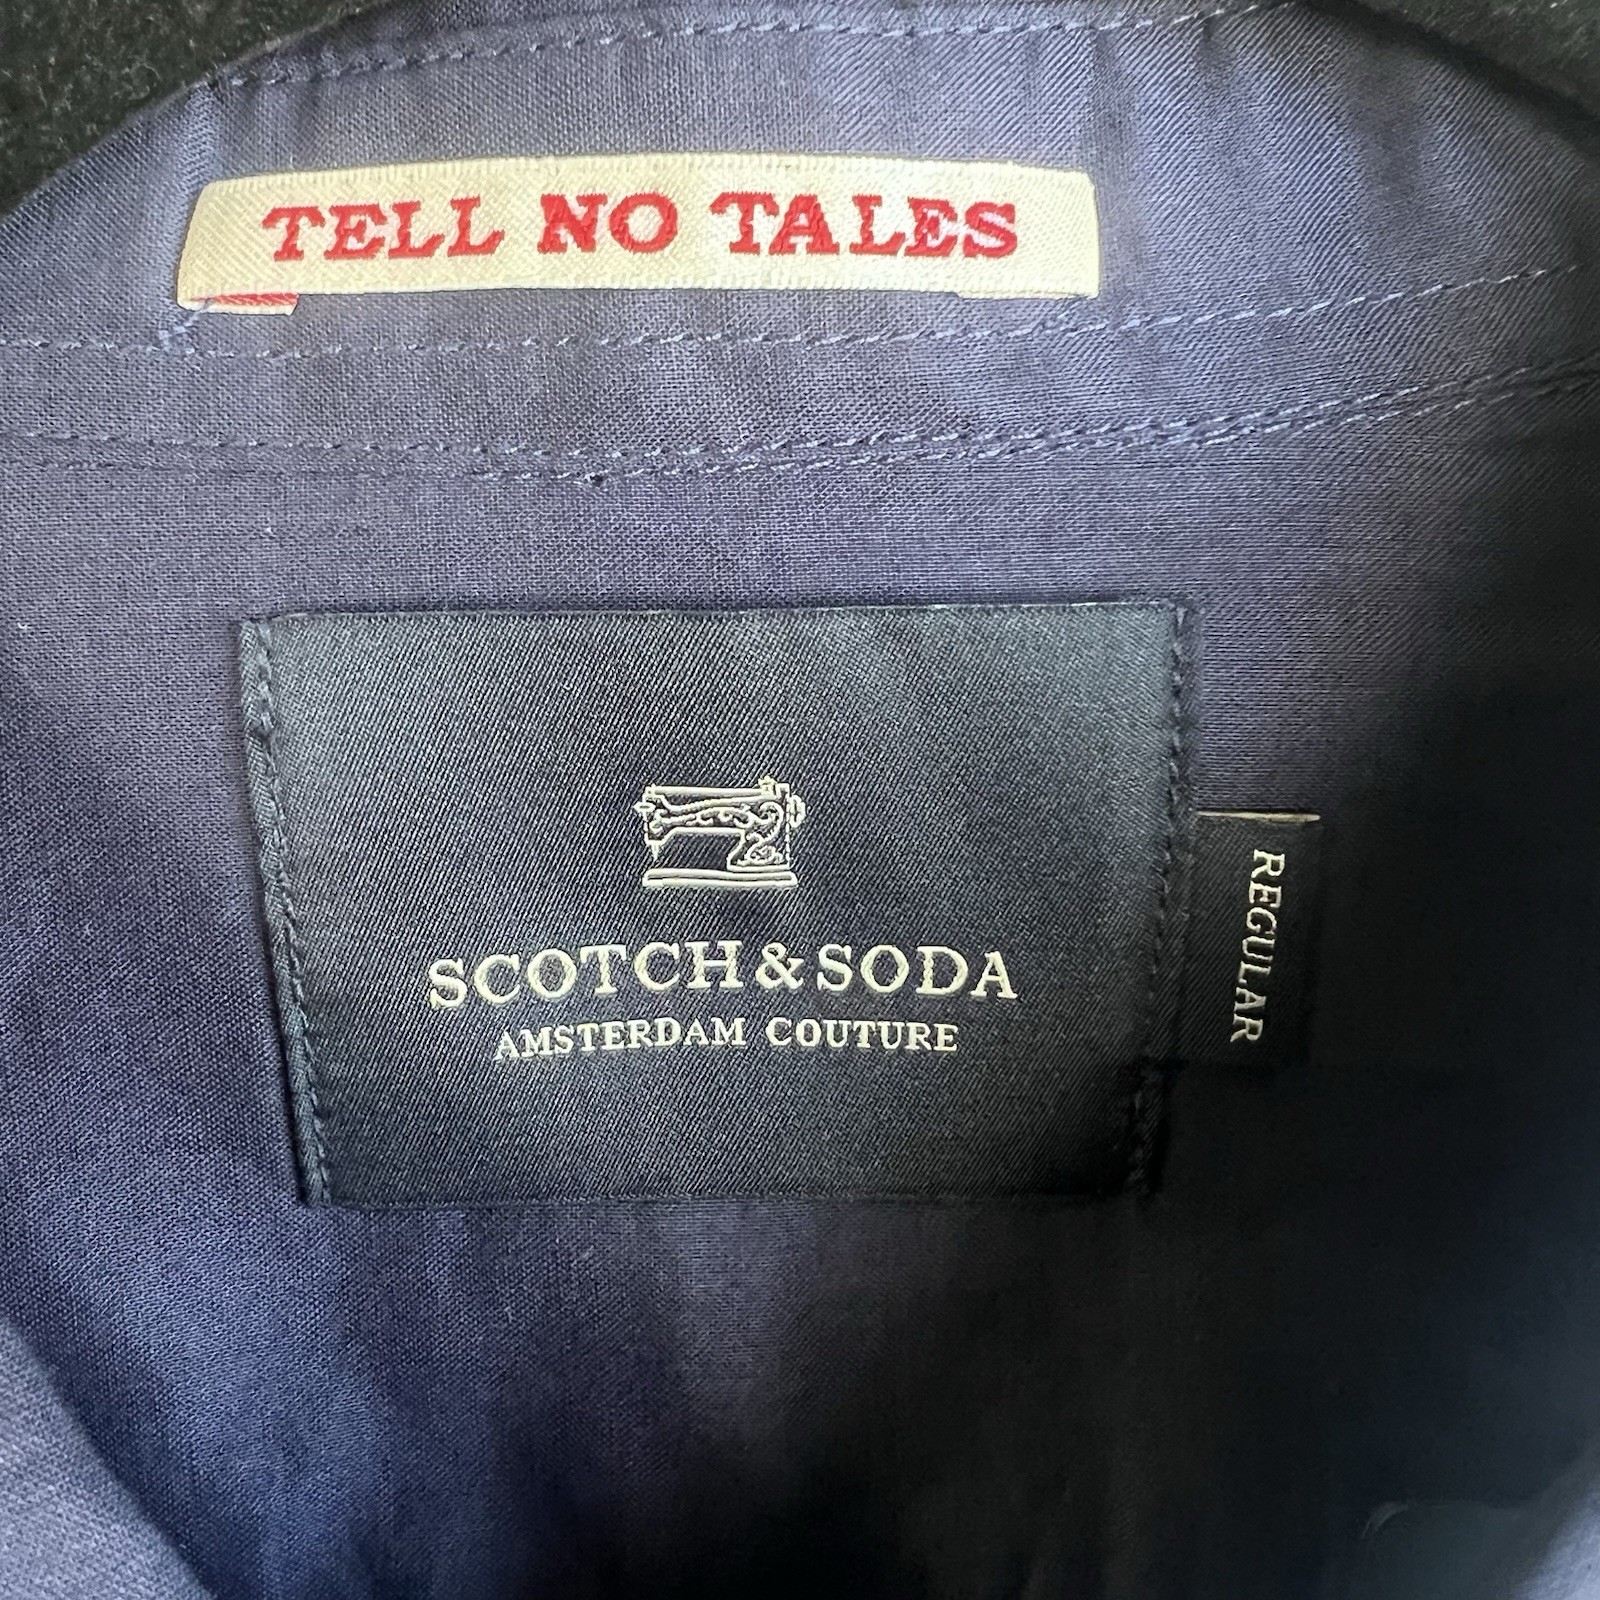 TELL NO TALES
SCOTCH & SODA
AMSTERDAM COUTURE
REGULAR